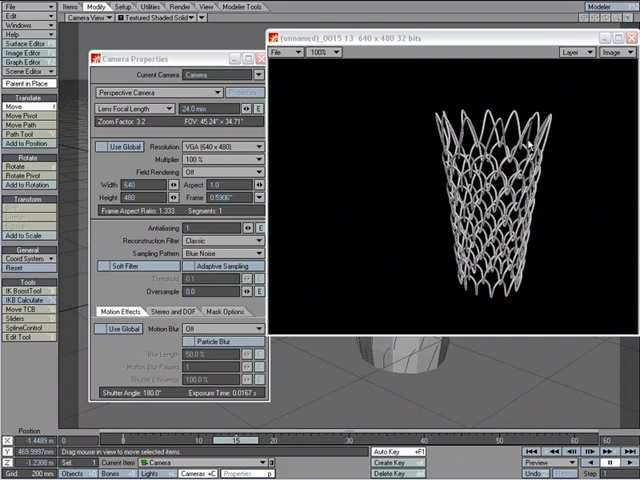 File
Edit
Windows
Help
Surface Editor
Image Editor
Graph Editor
Scene Editor
Parent in Place
Translate
Move
Move Pivot
Move Path
Path Tool
Add to Position
Rotate
Rotate
Rotate Pivot
Add to Rotation
Transform
Add to Scale
General
Coord System
Reset
Tools
IK BoostTool
IKB Calculate
Move TCB
Sliders
SplineControl
Edit Tool
Items Modify Setup Utilities Render View Modeler Tools
Camera View Textured Shaded Solid
Modeler
Camera Properties
Current Camera Camera
Perspective Camera Properties
Lens Focal Length 24.0 mm E
Zoom Factor: 3.2 FOV: 45.24° — 34.71°
Use Global Resolution VGA (640 x 480)
Multiplier 100 %
Field Rendering Off
Width 640 Aspect 1.0
Height 480 Frame 0.5906"
Frame Aspect Ratio: 1.333 Segments: 1
Antialiasing 1 E
Reconstruction Filter Classic
Sampling Pattern Blue Noise
Soft Filter Adaptive Sampling
Threshold 0.1
Oversample 0.0 E
Motion Effects Stereo and DOF Mask Options
Use Global Motion Blur Off
Particle Blur
Blur Length 50.0 %
Motion Blur Passes 1
Shutter Efficiency 100.0 %
Shutter Angle: 180.0° Exposure Time: 0.0167s
(unnamed)_0015 13 640 x 480 32 bits
File 100% Layer Image
Position
X -1.4489 m
Y 469.9997 mm
Z -1.2308 m
Grid: 200 mm
0 0 10 15 20 30 40 50 60 60
Drag mouse in view to move selected items.
Sel: 1 Current Item Camera
Objects +O Bones +B Lights +L Cameras +C Properties p
Auto Key +F1
Create Key
Preview
Undo
Step 1